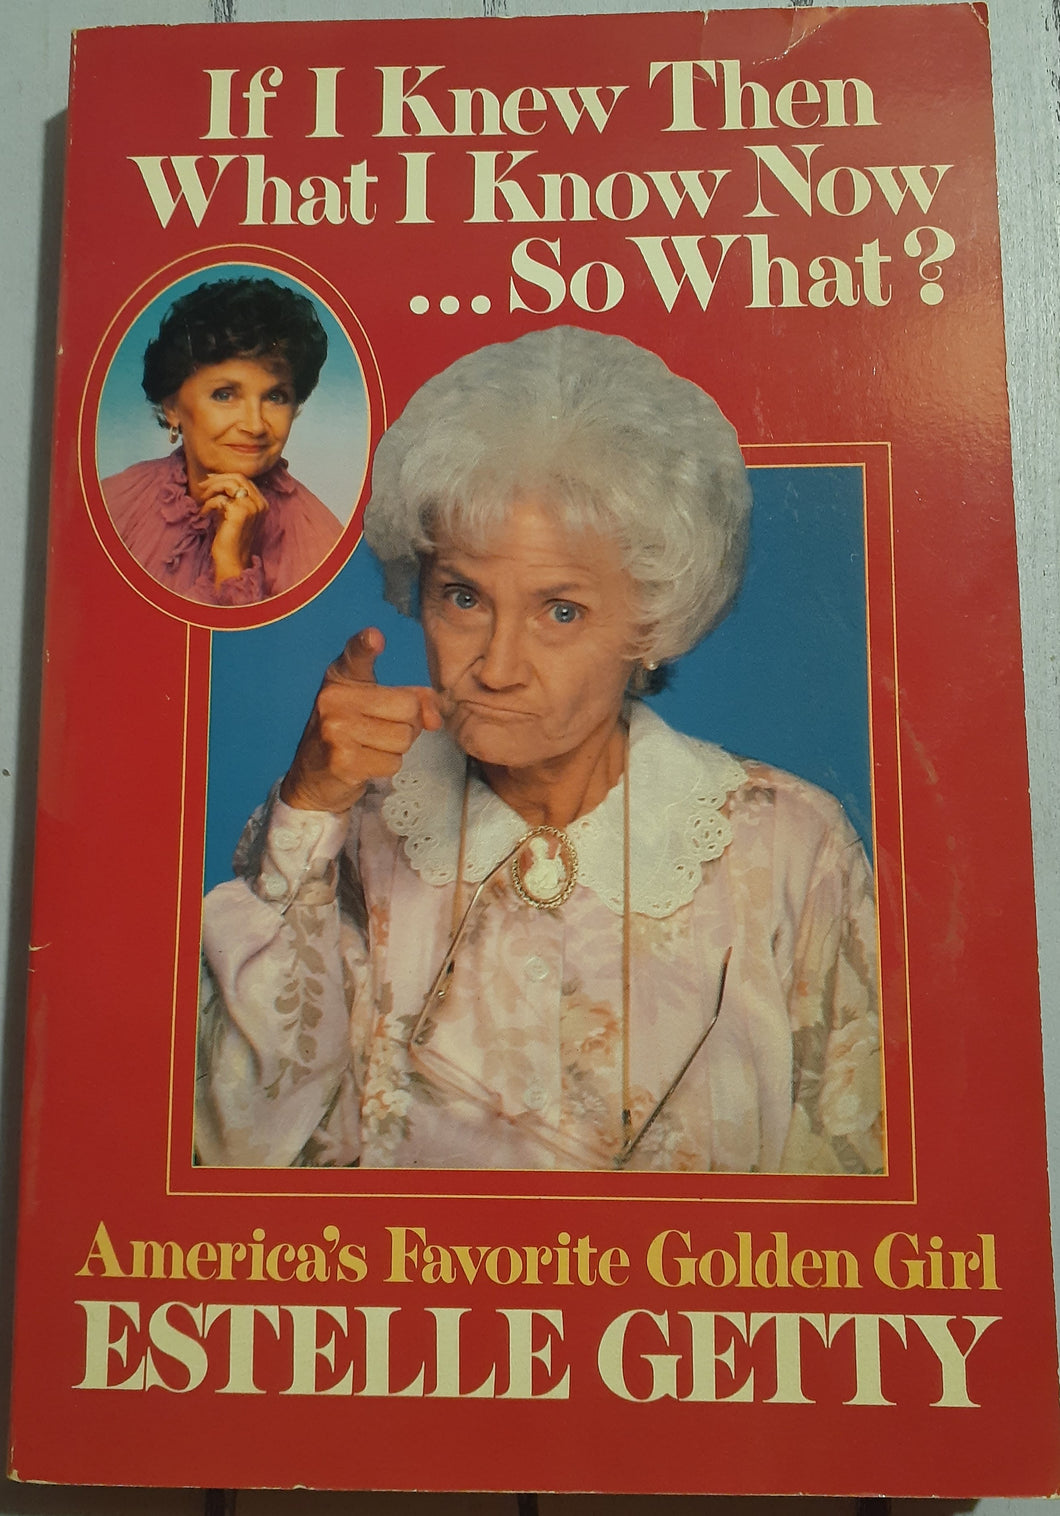 If I Knew Then
What I Know Now
...So What?
America's Favorite Golden Girl
ESTELLE GETTY